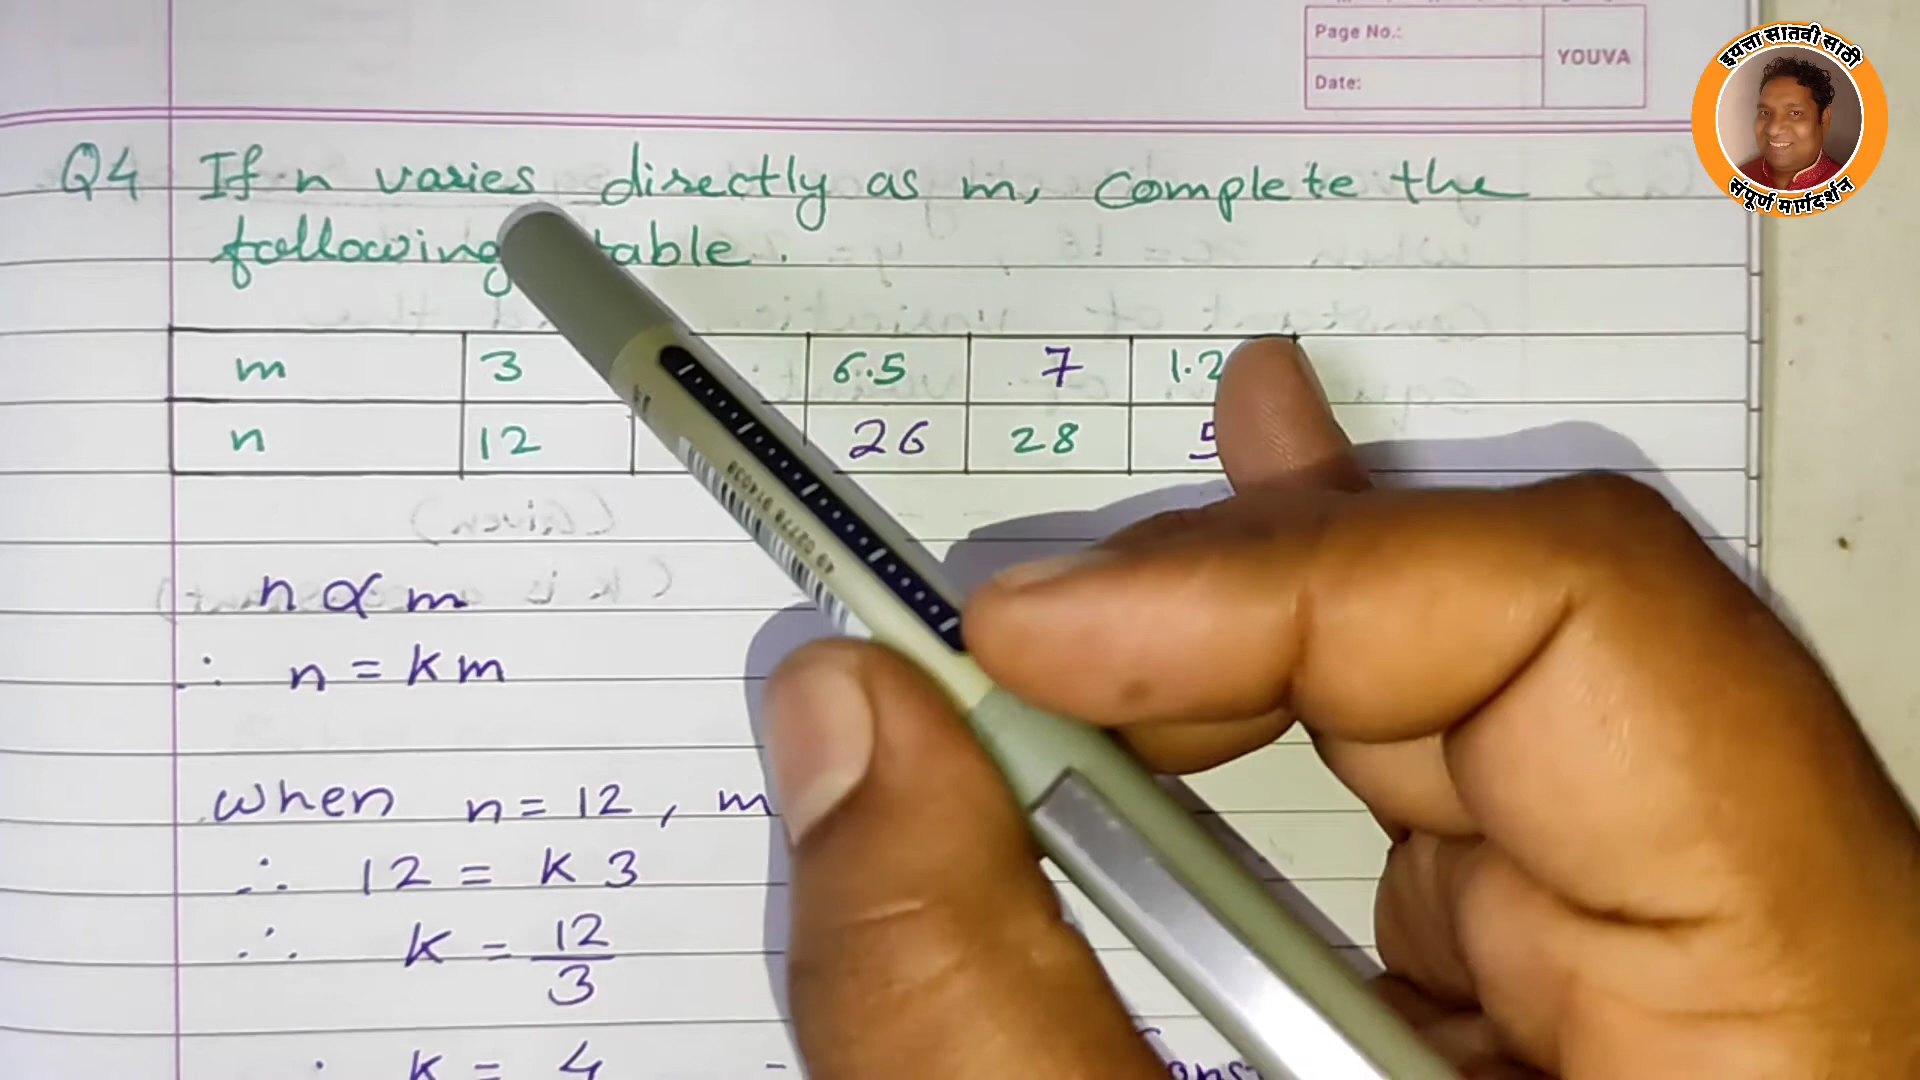 Page No.:
Date:
YOUVA
इयत्ता सातवी साठी
संपूर्ण मार्गदर्शन
Q4 If n varies directly as m, complete the
following table.
m 3 6.5 7 1.2
n 12 26 28 5
n ∝ m
∴ n = k m
when n = 12, m
∴ 12 = k 3
∴ k = 12/3
∴ k = 4 -